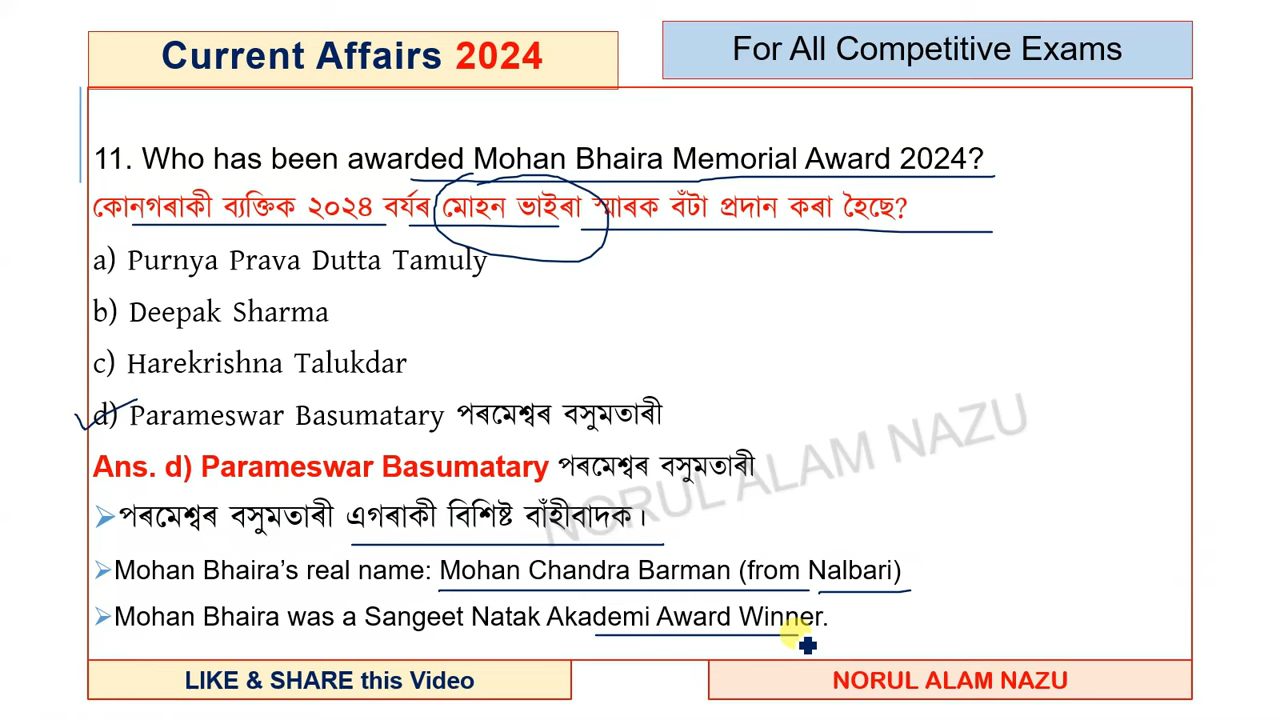 Current Affairs 2024
For All Competitive Exams
11. Who has been awarded Mohan Bhaira Memorial Award 2024?
কোনগৰাকী ব্যক্তিক ২০২৪ বৰ্যৰ মোহন ভাইৰা স্মাৰক বঁটা প্ৰদান কৰা হৈছে?
a) Purnya Prava Dutta Tamuly
b) Deepak Sharma
c) Harekrishna Talukdar
d) Parameswar Basumatary পৰমেশ্বৰ বসুমতাৰী
Ans. d) Parameswar Basumatary পৰমেশ্বৰ বসুমতাৰী
NORUL ALAM NAZU
➢পৰমেশ্বৰ বসুমতাৰী এগৰাকী বিশিষ্ট বাঁহীবাদক।
➢Mohan Bhaira’s real name: Mohan Chandra Barman (from Nalbari)
➢Mohan Bhaira was a Sangeet Natak Akademi Award Winner.
LIKE & SHARE this Video
NORUL ALAM NAZU